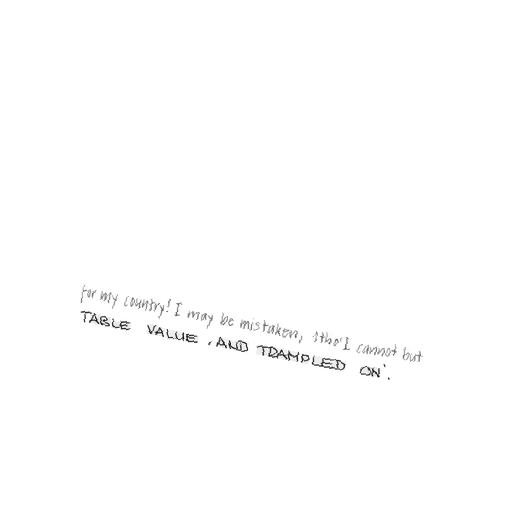 for my country! I may be mistaken, tho' I cannot but
TABLE VALUE , AND TRAMPLED ON.